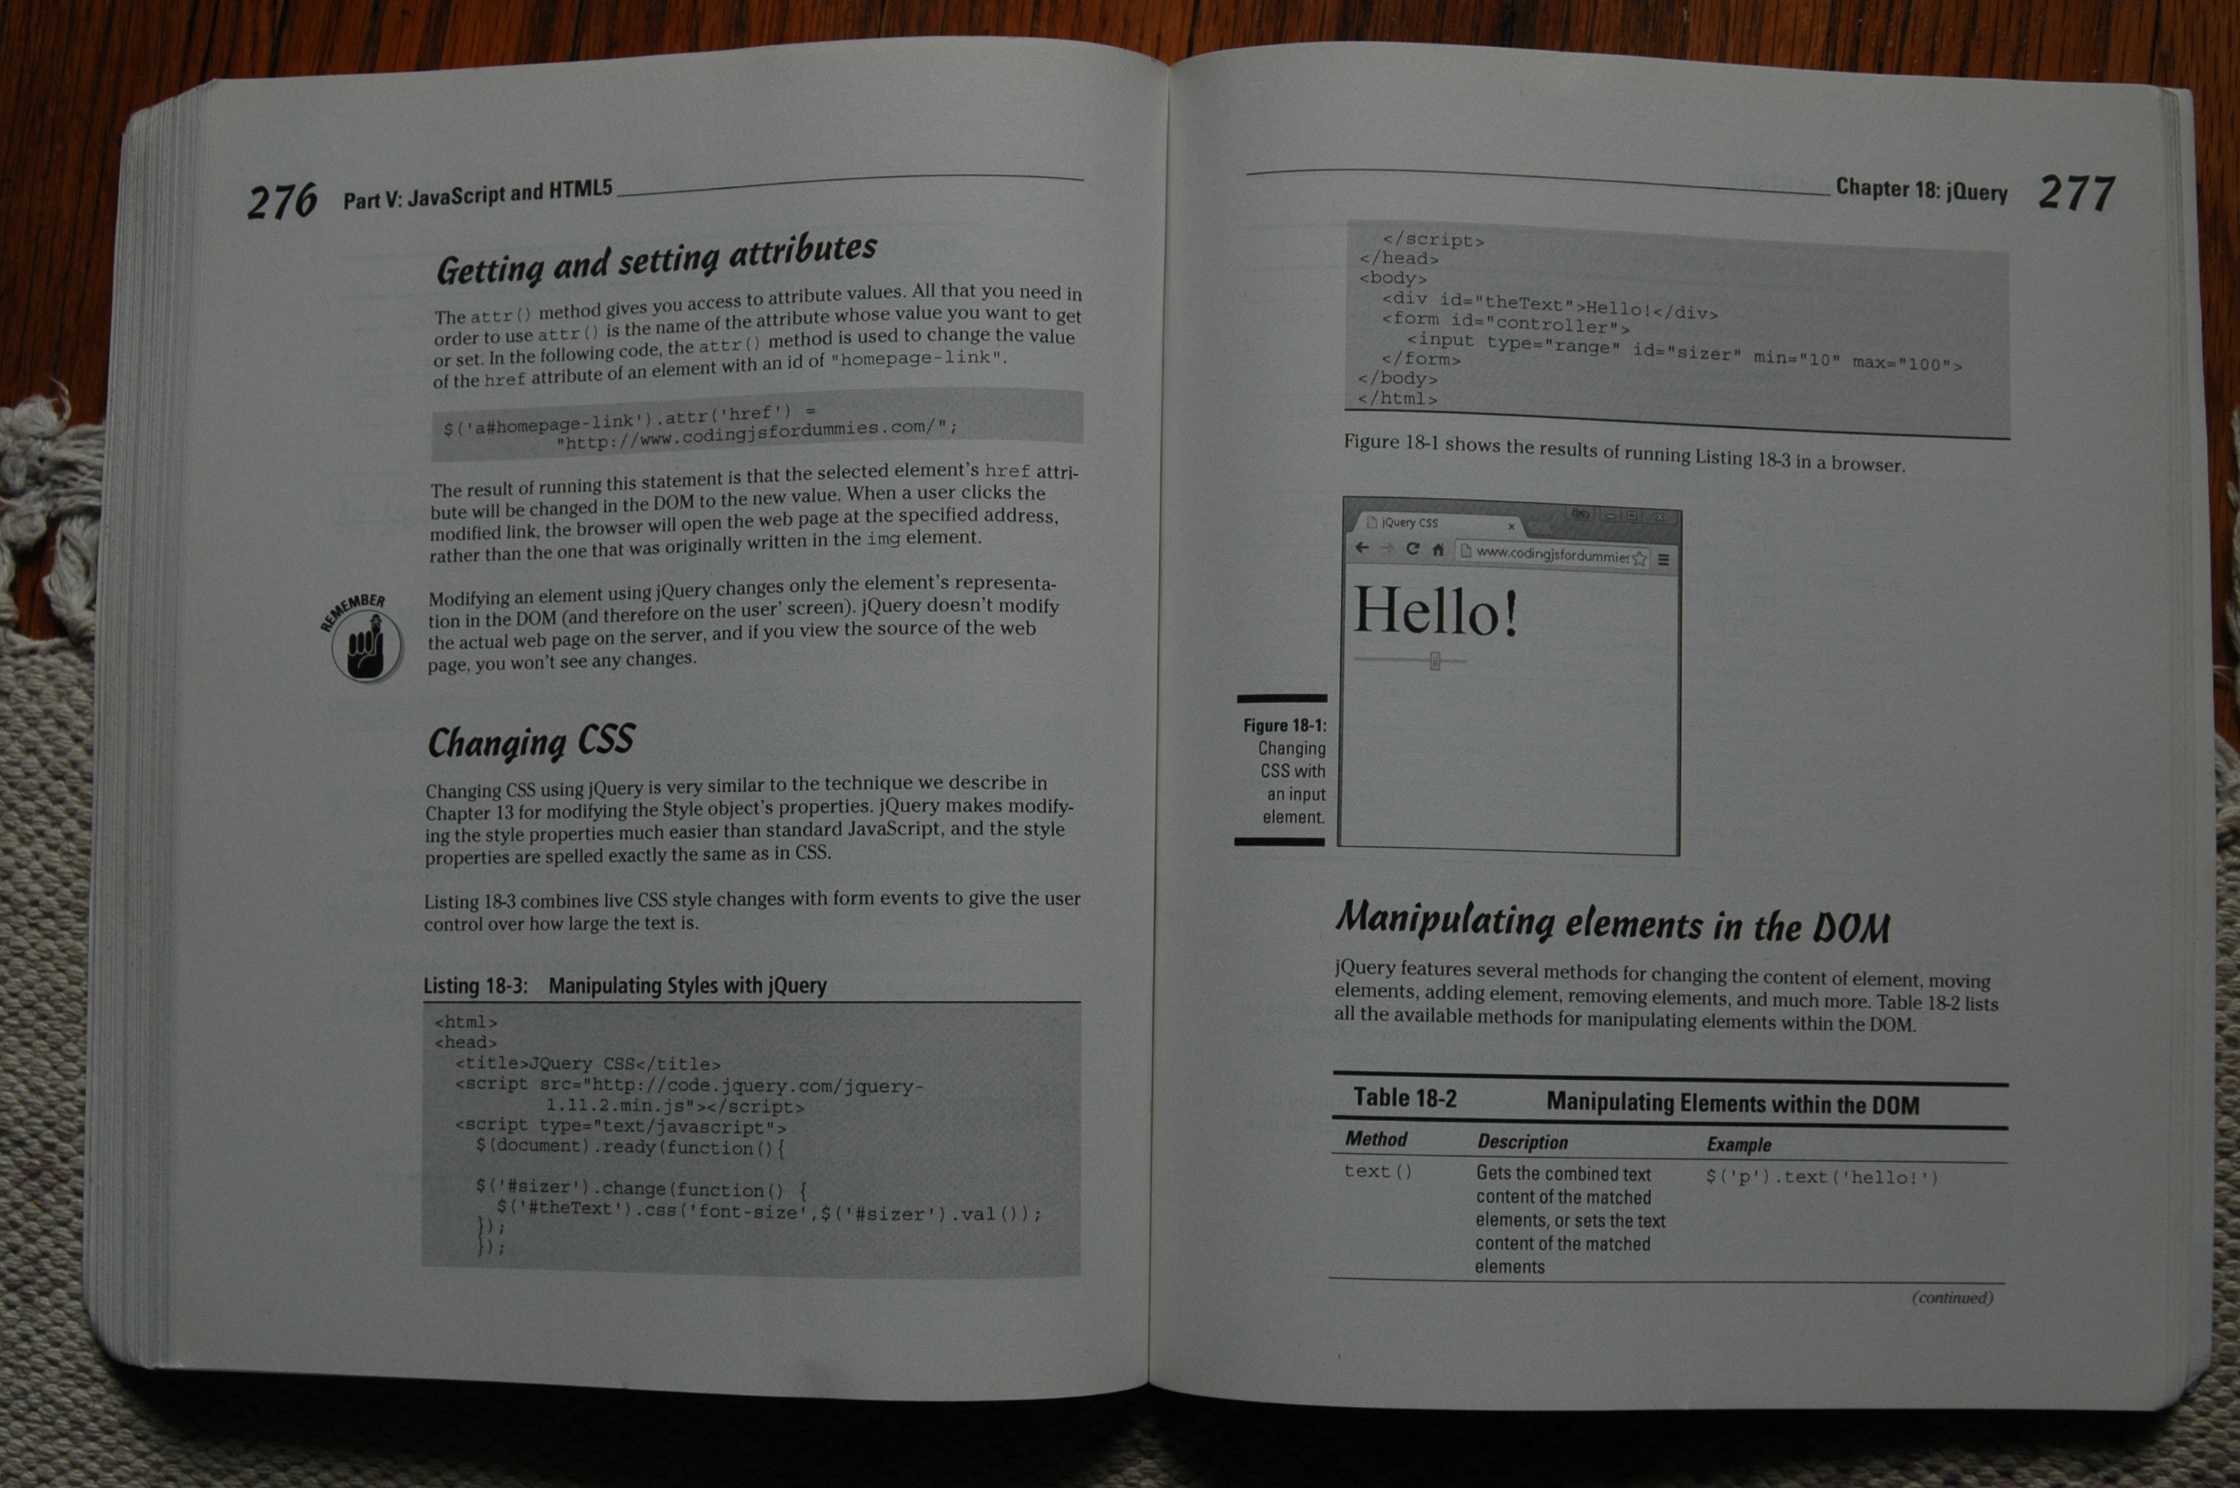 276 Part V: JavaScript and HTML5
Getting and setting attributes
The attr() method gives you access to attribute values. All that you need in
order to use attr() is the name of the attribute whose value you want to get
or set. In the following code, the attr() method is used to change the value
of the href attribute of an element with an id of "homepage-link".
$('a#homepage-link').attr('href') =
"http://www.codingjsfordummies.com/";
The result of running this statement is that the selected element's href attri-
bute will be changed in the DOM to the new value. When a user clicks the
modified link, the browser will open the web page at the specified address,
rather than the one that was originally written in the img element.
REMEMBER
Modifying an element using jQuery changes only the element's representa-
tion in the DOM (and therefore on the user' screen). jQuery doesn't modify
the actual web page on the server, and if you view the source of the web
page, you won't see any changes.
Changing CSS
Changing CSS using jQuery is very similar to the technique we describe in
Chapter 13 for modifying the Style object's properties. jQuery makes modify-
ing the style properties much easier than standard JavaScript, and the style
properties are spelled exactly the same as in CSS.
Listing 18-3 combines live CSS style changes with form events to give the user
control over how large the text is.
Listing 18-3: Manipulating Styles with jQuery
<html>
<head>
<title>JQuery CSS</title>
<script src="http://code.jquery.com/jquery-
1.11.2.min.js"></script>
<script type="text/javascript">
$(document).ready(function(){
$('#sizer').change(function() {
$('#theText').css('font-size',$('#sizer').val());
});
});
Chapter 18: jQuery 277
</script>
</head>
<body>
<div id="theText">Hello!</div>
<form id="controller">
<input type="range" id="sizer" min="10" max="100">
</form>
</body>
</html>
Figure 18-1 shows the results of running Listing 18-3 in a browser.
jQuery CSS
www.codingjsfordummies
Hello!
Figure 18-1:
Changing
CSS with
an input
element.
Manipulating elements in the DOM
jQuery features several methods for changing the content of element, moving
elements, adding element, removing elements, and much more. Table 18-2 lists
all the available methods for manipulating elements within the DOM.
Table 18-2 Manipulating Elements within the DOM
Method Description Example
text() Gets the combined text $('p').text('hello!')
content of the matched
elements, or sets the text
content of the matched
elements
(continued)